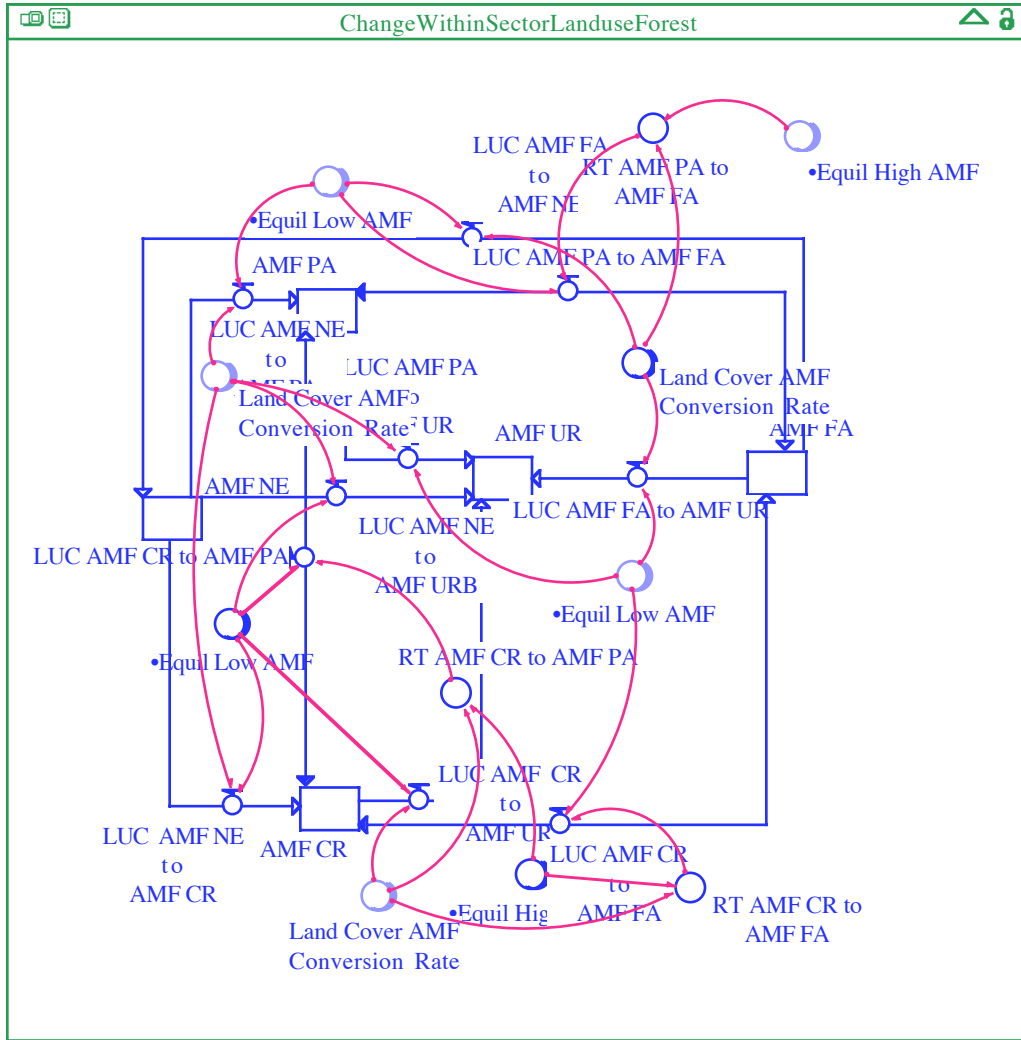 ChangeWithinSectorLanduseForest
LUC AMF FA
to
AMF NE
RT AMF PA to
AMF FA
•Equil High AMF
•Equil Low AMF
LUC AMF PA to AMF FA
AMF PA
LUC AMF NE
to
LUC AMF PA
UR
Land Cover AMF
Conversion Rate
Land Cover AMF
Conversion Rate
AMF FA
AMF UR
AMF NE
LUC AMF FA to AMF UR
LUC AMF NE
to
AMF URB
LUC AMF CR to AMF PA
•Equil Low AMF
•Equil Low AMF
RT AMF CR to AMF PA
LUC AMF CR
to
AMF UR
LUC AMF NE
to
AMF CR
AMF CR
LUC AMF CR
to
AMF FA
•Equil Hig
RT AMF CR to
AMF FA
Land Cover AMF
Conversion Rate